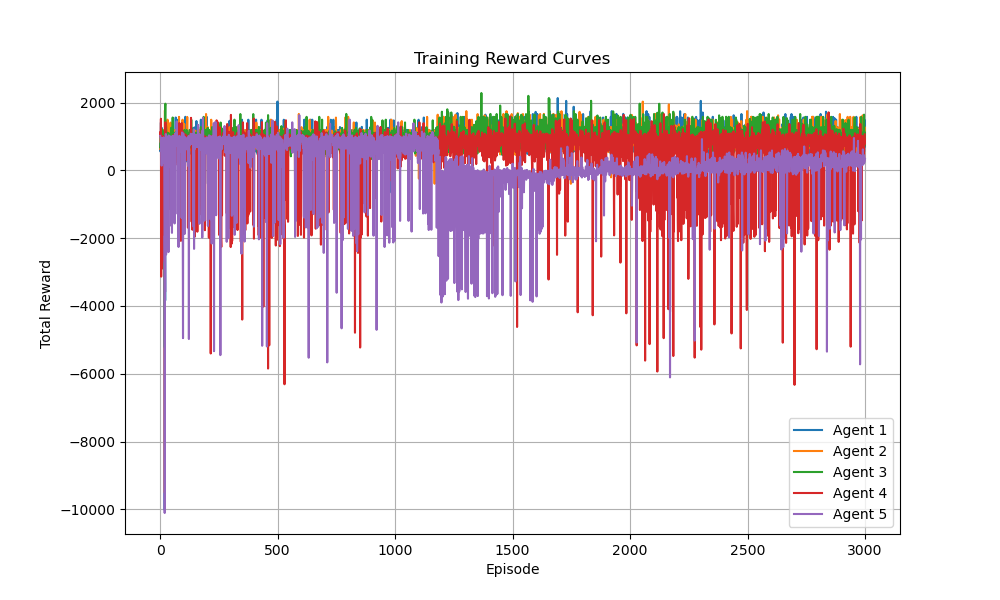 Training Reward Curves
Total Reward
2000
0
−2000
−4000
−6000
−8000
−10000
0 500 1000 1500 2000 2500 3000
Episode
Agent 1
Agent 2
Agent 3
Agent 4
Agent 5